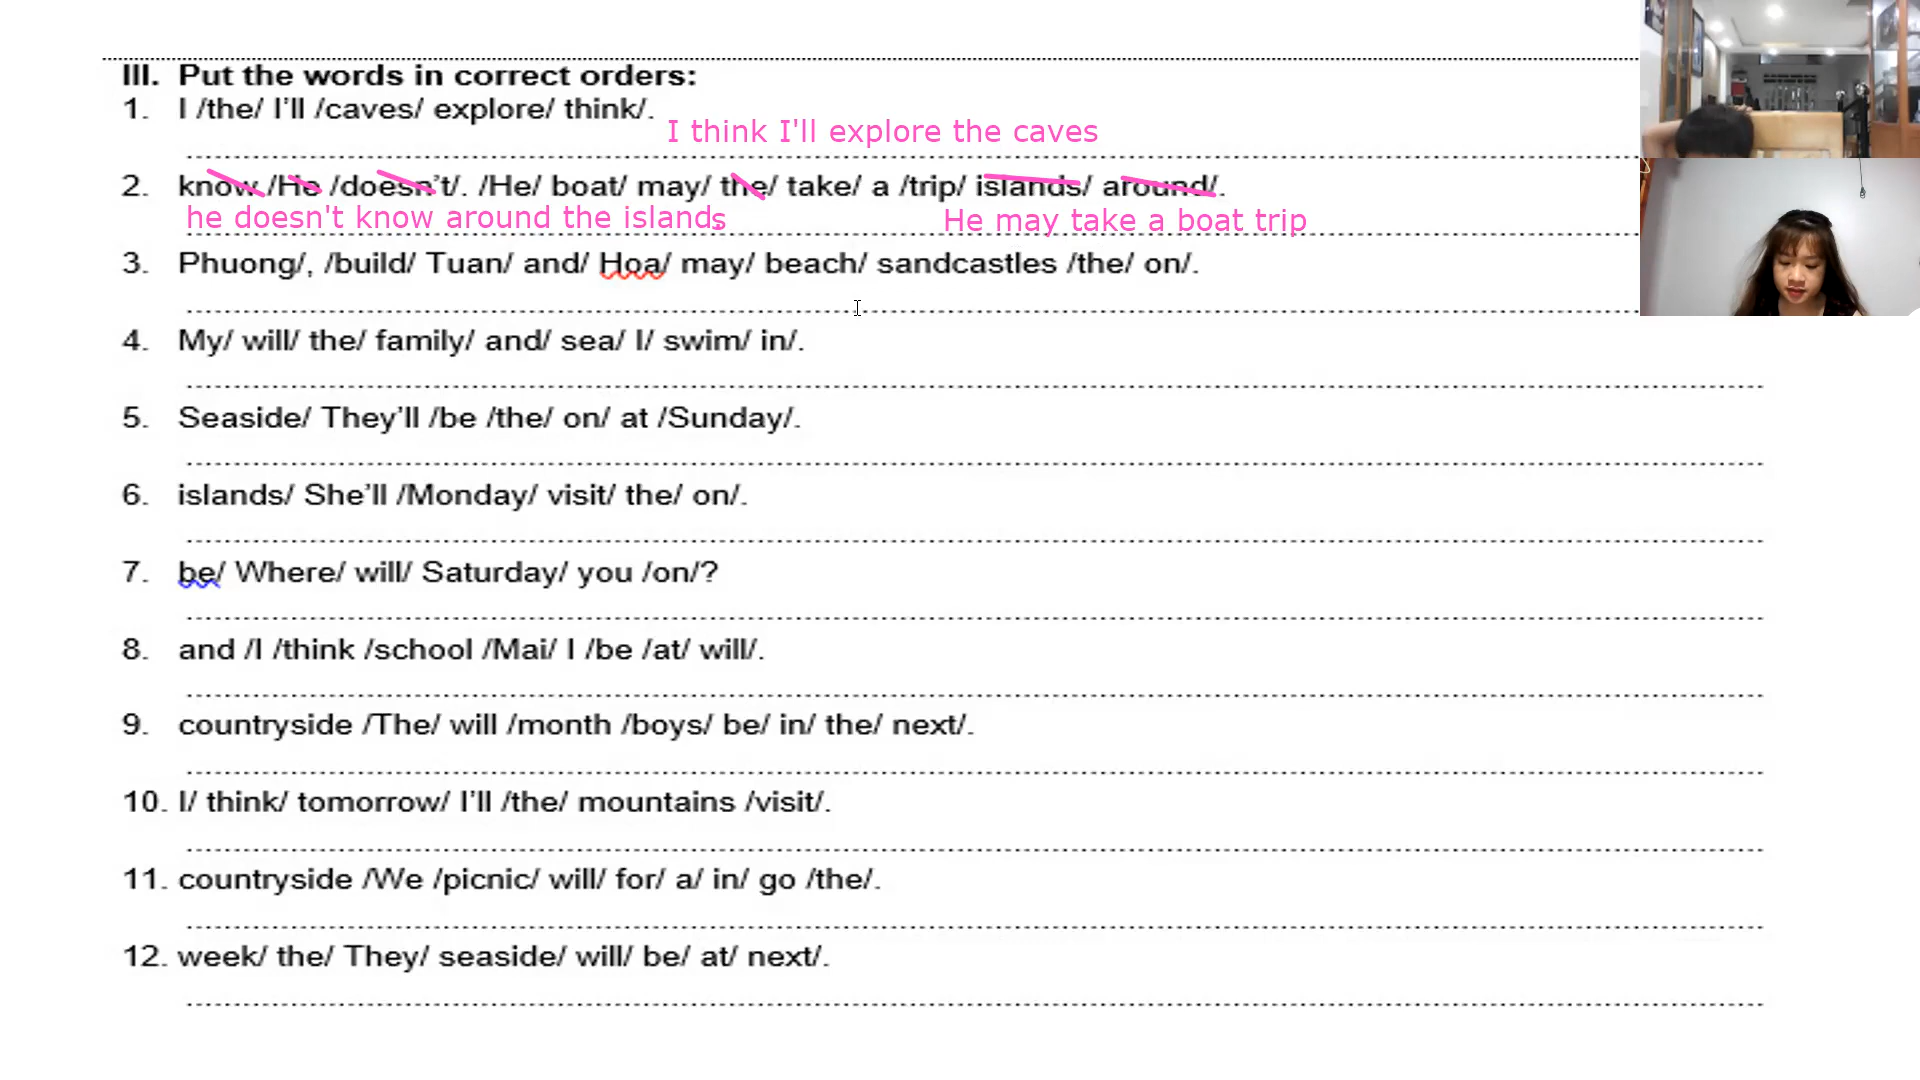 III. Put the words in correct orders:
1. I /the/ I'll /caves/ explore/ think/.
I think I'll explore the caves
2. know /He /doesn't/. /He/ boat/ may/ the/ take/ a /trip/ islands/ around/.
he doesn't know around the islands He may take a boat trip
3. Phuong/, /build/ Tuan/ and/ Hoa/ may/ beach/ sandcastles /the/ on/.
4. My/ will/ the/ family/ and/ sea/ I/ swim/ in/.
5. Seaside/ They'll /be /the/ on/ at /Sunday/.
6. islands/ She'll /Monday/ visit/ the/ on/.
7. be/ Where/ will/ Saturday/ you /on/?
8. and /I /think /school /Mai/ I /be /at/ will/.
9. countryside /The/ will /month /boys/ be/ in/ the/ next/.
10. I/ think/ tomorrow/ I'll /the/ mountains /visit/.
11. countryside /We /picnic/ will/ for/ a/ in/ go /the/.
12. week/ the/ They/ seaside/ will/ be/ at/ next/.